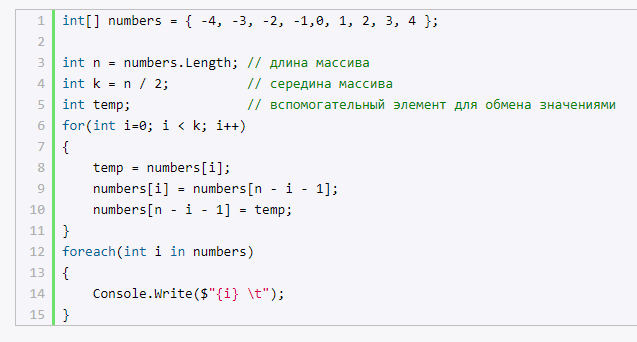 1 int[] numbers = { -4, -3, -2, -1,0, 1, 2, 3, 4 };
2
3 int n = numbers.Length; // длина массива
4 int k = n / 2;          // середина массива
5 int temp;               // вспомогательный элемент для обмена значениями
6 for(int i=0; i < k; i++)
7 {
8     temp = numbers[i];
9     numbers[i] = numbers[n - i - 1];
10     numbers[n - i - 1] = temp;
11 }
12 foreach(int i in numbers)
13 {
14     Console.Write($"{i} \t");
15 }